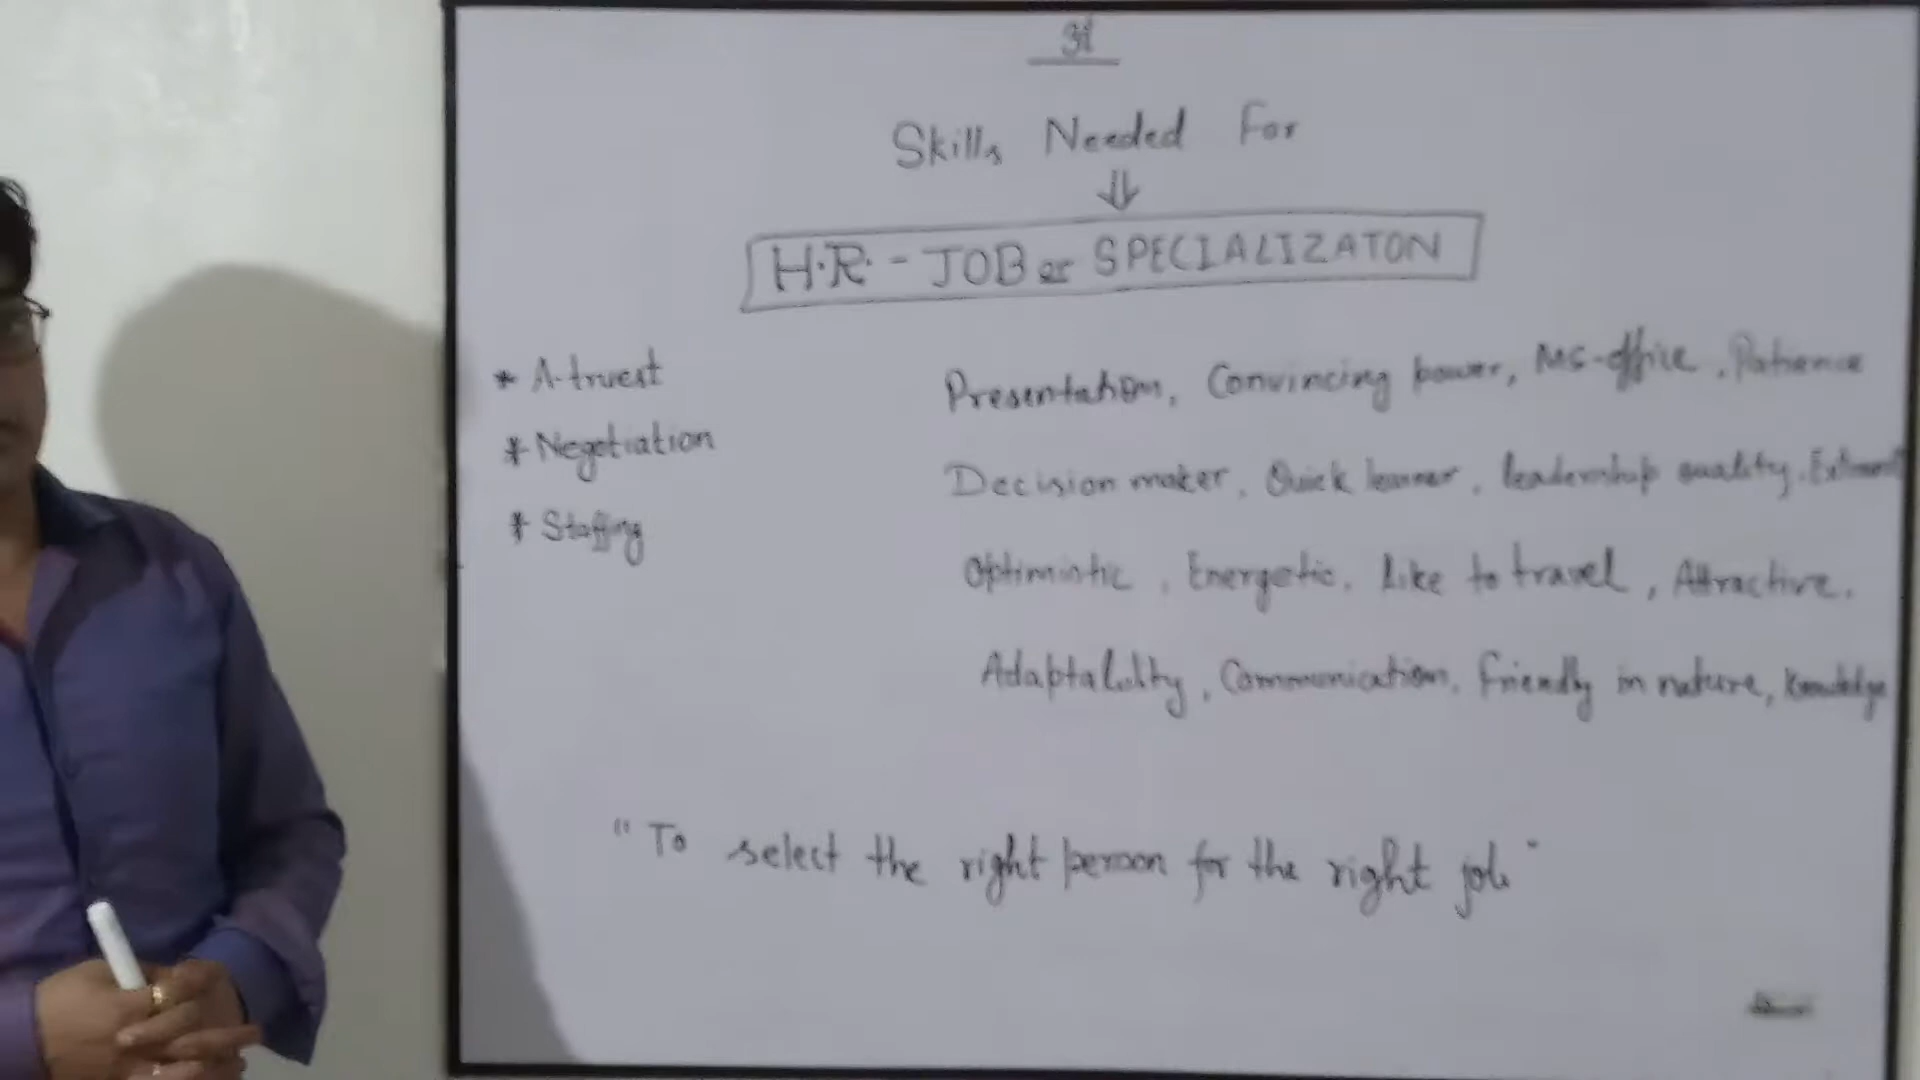 Skills Needed For
⇓
H.R. - JOB or SPECIALIZATON
* A-truest
* Negotiation
* Staffing
Presentation, Convincing power, MS-office, Patience
Decision maker, Quick learner, leadership quality,
Optimistic, Energetic, Like to travel, Attractive.
Adaptability, Communication, Friendly in nature, Knowledge
"To select the right person for the right job"